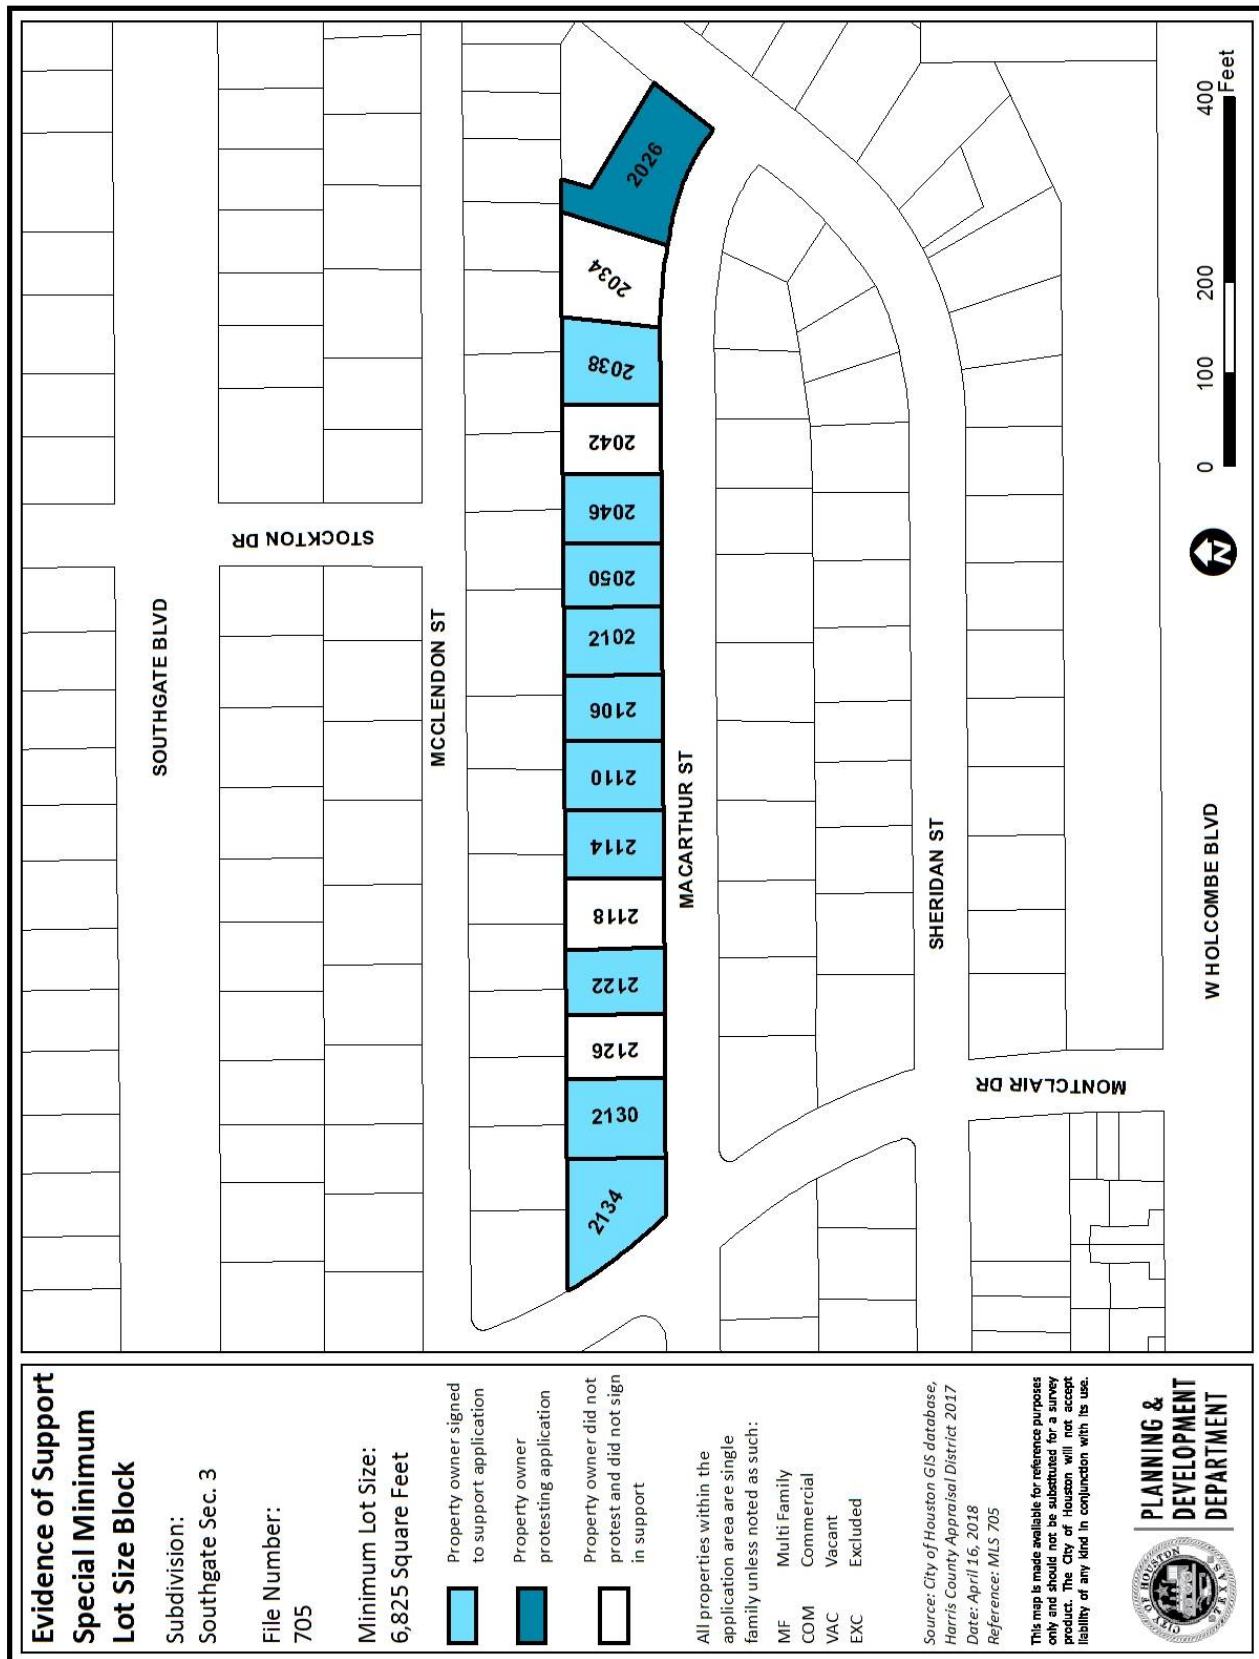 Evidence of Support
Special Minimum
Lot Size Block
Subdivision:
Southgate Sec. 3
File Number:
705
Minimum Lot Size:
6,825 Square Feet
Property owner signed
to support application
Property owner
protesting application
Property owner did not
protest and did not sign
in support
All properties within the
application area are single
family unless noted as such:
MF Multi Family
COM Commercial
VAC Vacant
EXC Excluded
Source: City of Houston GIS database,
Harris County Appraisal District 2017
Date: April 16, 2018
Reference: MLS 705
This map is made available for reference purposes
only and should not be substituted for a survey
product. The City of Houston will not accept
liability of any kind in conjunction with its use.
CITY OF HOUSTON
TEXAS
PLANNING &
DEVELOPMENT
DEPARTMENT
SOUTHGATE BLVD
STOCKTON DR
MCCLENDON ST
2134
2130
2126
2122
2118
2114
2110
2106
2102
2050
2046
2042
2038
2034
2026
MACARTHUR ST
SHERIDAN ST
MONTCLAIR DR
W HOLCOMBE BLVD
N
0 100 200 400
Feet